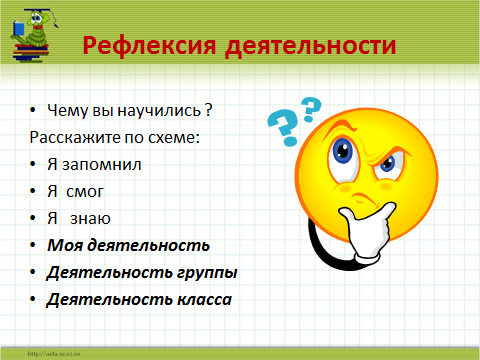 Рефлексия деятельности
• Чему вы научились ?
Расскажите по схеме:
• Я запомнил
• Я смог
• Я знаю
• Моя деятельность
• Деятельность группы
• Деятельность класса
? ?
http://aida.ucoz.ru